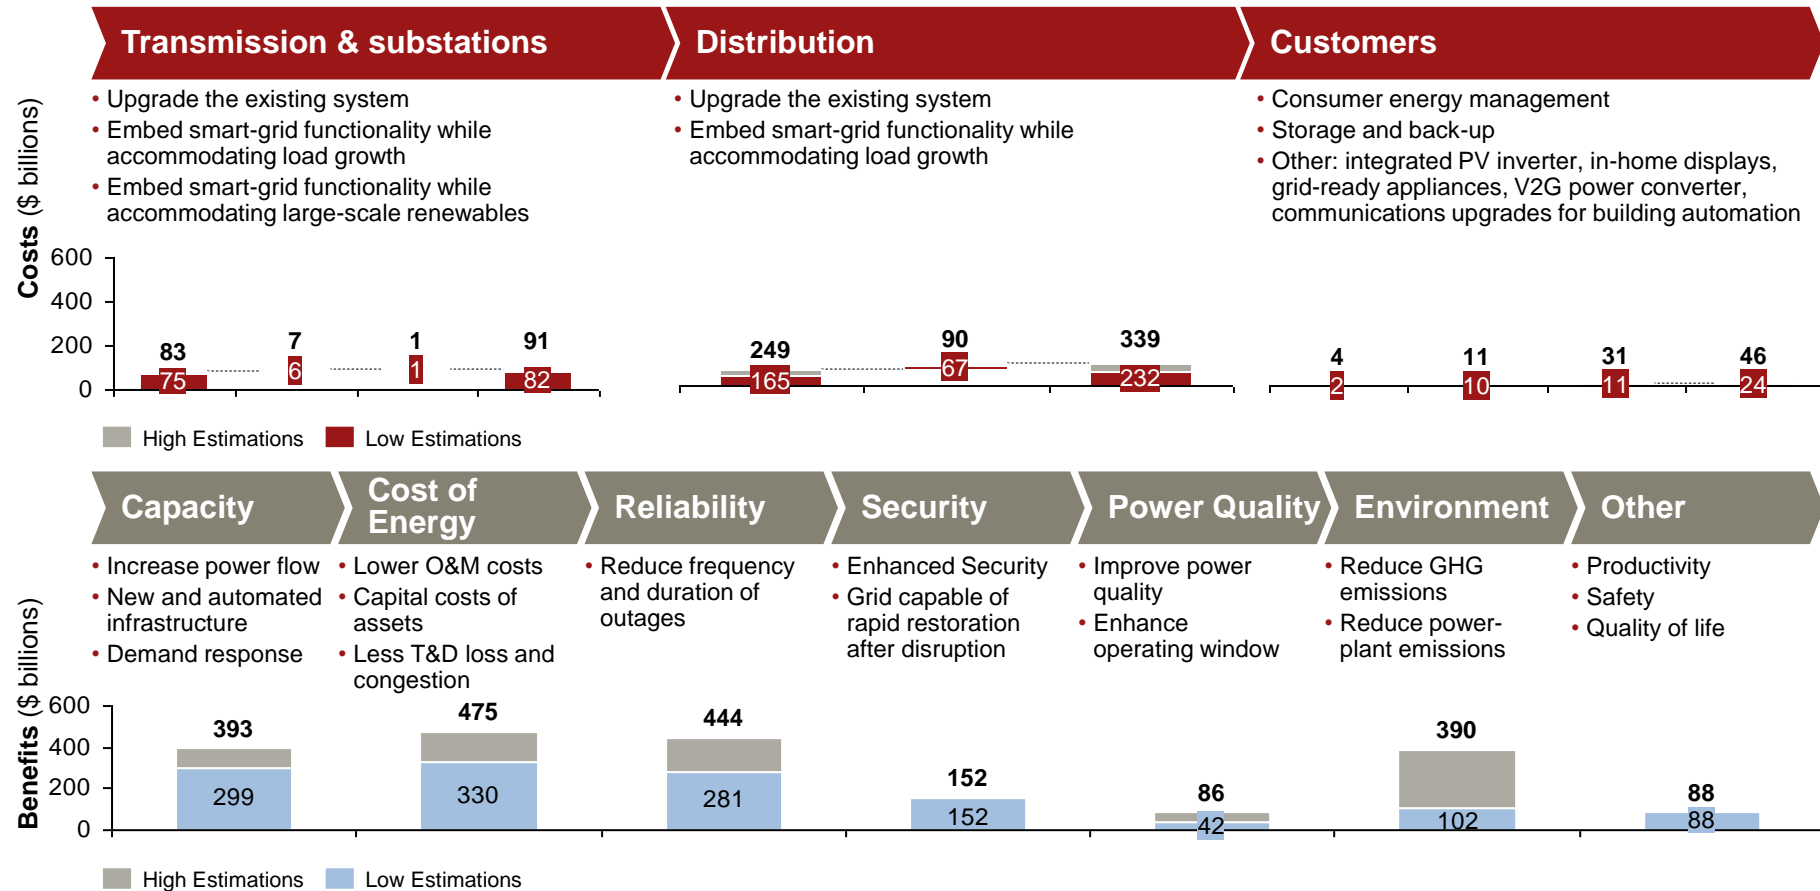 Transmission & substations
Distribution
Customers
• Upgrade the existing system
• Embed smart-grid functionality while
accommodating load growth
• Embed smart-grid functionality while
accommodating large-scale renewables
• Upgrade the existing system
• Embed smart-grid functionality while
accommodating load growth
• Consumer energy management
• Storage and back-up
• Other: integrated PV inverter, in-home displays,
grid-ready appliances, V2G power converter,
communications upgrades for building automation
Costs ($ billions)
600
400
200
0
83
75
7
6
1
1
91
82
249
165
90
67
339
232
4
2
11
10
31
11
46
24
High Estimations
Low Estimations
Capacity
Cost of
Energy
Reliability
Security
Power Quality
Environment
Other
• Increase power flow
• New and automated
infrastructure
• Demand response
• Lower O&M costs
• Capital costs of
assets
• Less T&D loss and
congestion
• Reduce frequency
and duration of
outages
• Enhanced Security
• Grid capable of
rapid restoration
after disruption
• Improve power
quality
• Enhance
operating window
• Reduce GHG
emissions
• Reduce power-
plant emissions
• Productivity
• Safety
• Quality of life
Benefits ($ billions)
600
400
200
0
393
299
475
330
444
281
152
152
86
42
390
102
88
88
High Estimations
Low Estimations